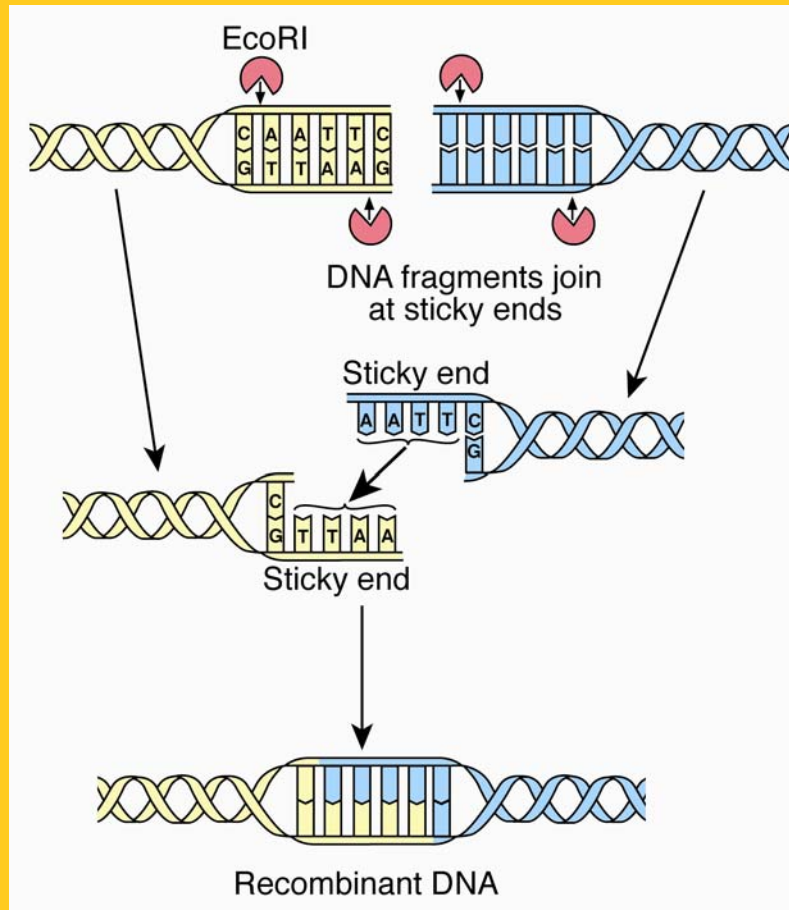 EcoRI
C A A T T C
G T T A A G
DNA fragments join
at sticky ends
Sticky end
A A T T C
G
C
G T T A A
Sticky end
Recombinant DNA